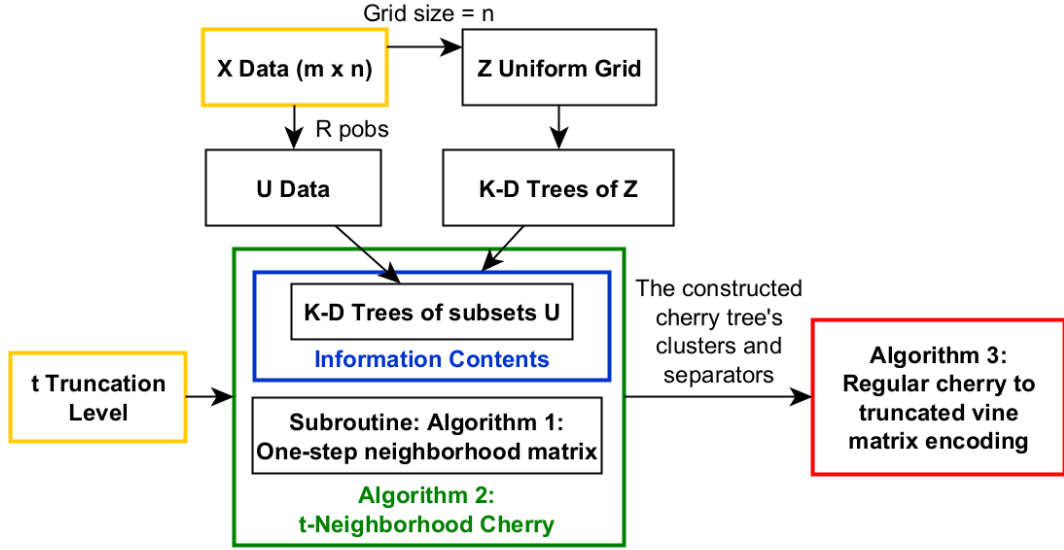 Grid size = n
X Data (m x n)
Z Uniform Grid
R pobs
U Data
K-D Trees of Z
K-D Trees of subsets U
Information Contents
t Truncation
Level
Subroutine: Algorithm 1:
One-step neighborhood matrix
Algorithm 2:
t-Neighborhood Cherry
The constructed
cherry tree's
clusters and
separators
Algorithm 3:
Regular cherry to
truncated vine
matrix encoding